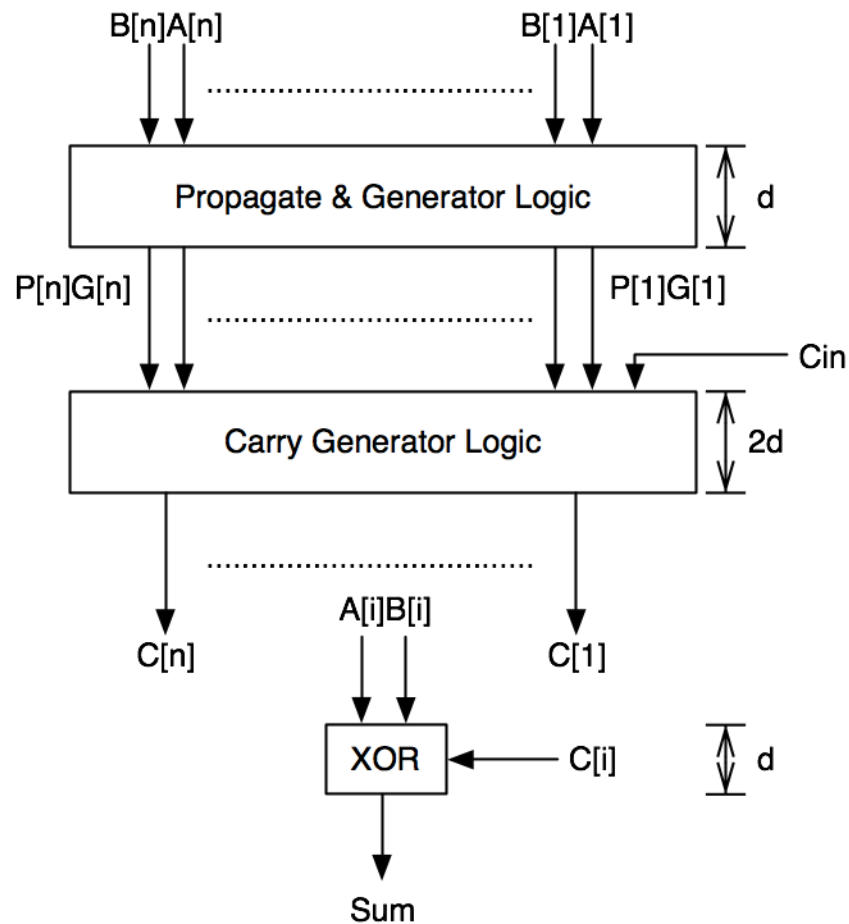 B[n]A[n] B[1]A[1]
Propagate & Generator Logic
d
P[n]G[n] P[1]G[1]
Cin
Carry Generator Logic
2d
A[i]B[i]
C[n] C[1]
XOR
C[i]
d
Sum